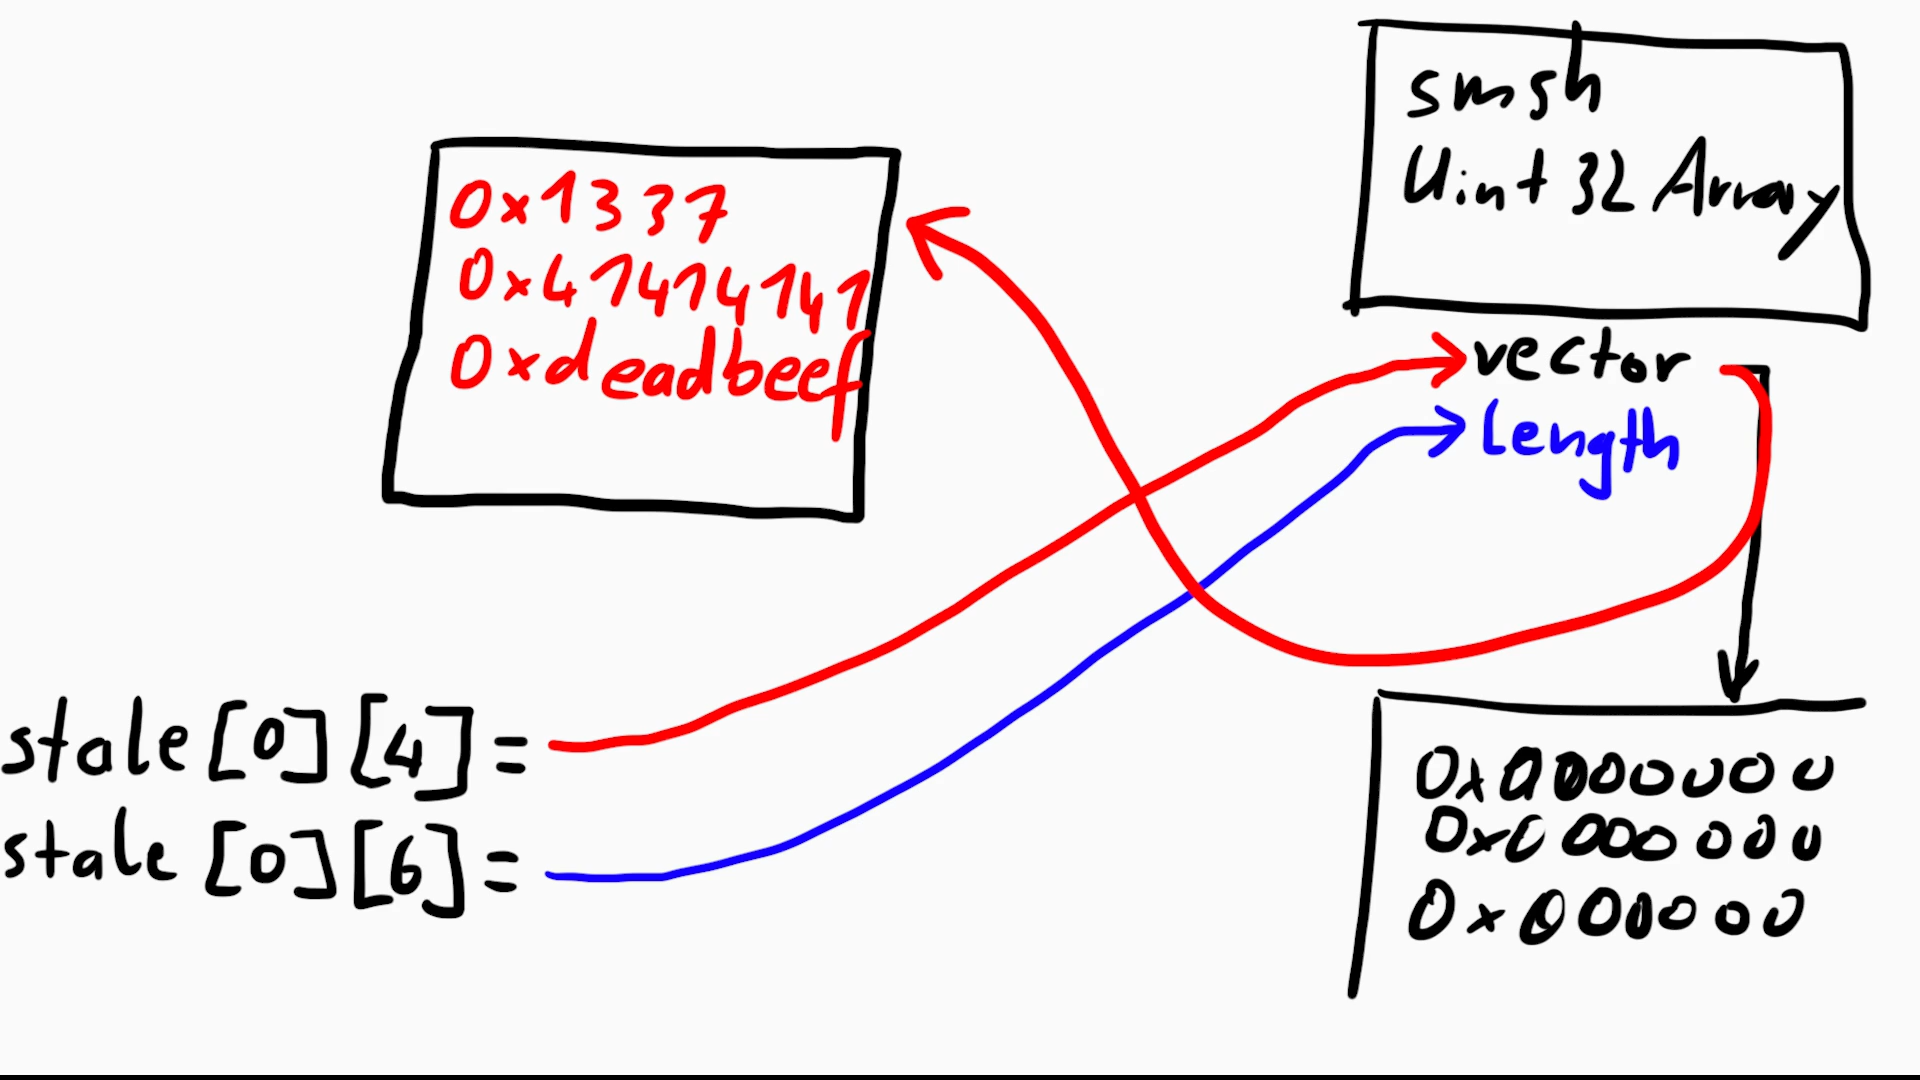 smsh
Uint32Array
0x1337
0x41414141
0xdeadbeef
vector
length
stale[0][4]=
stale[0][6]=
0x0000000
0x0000000
0x000000